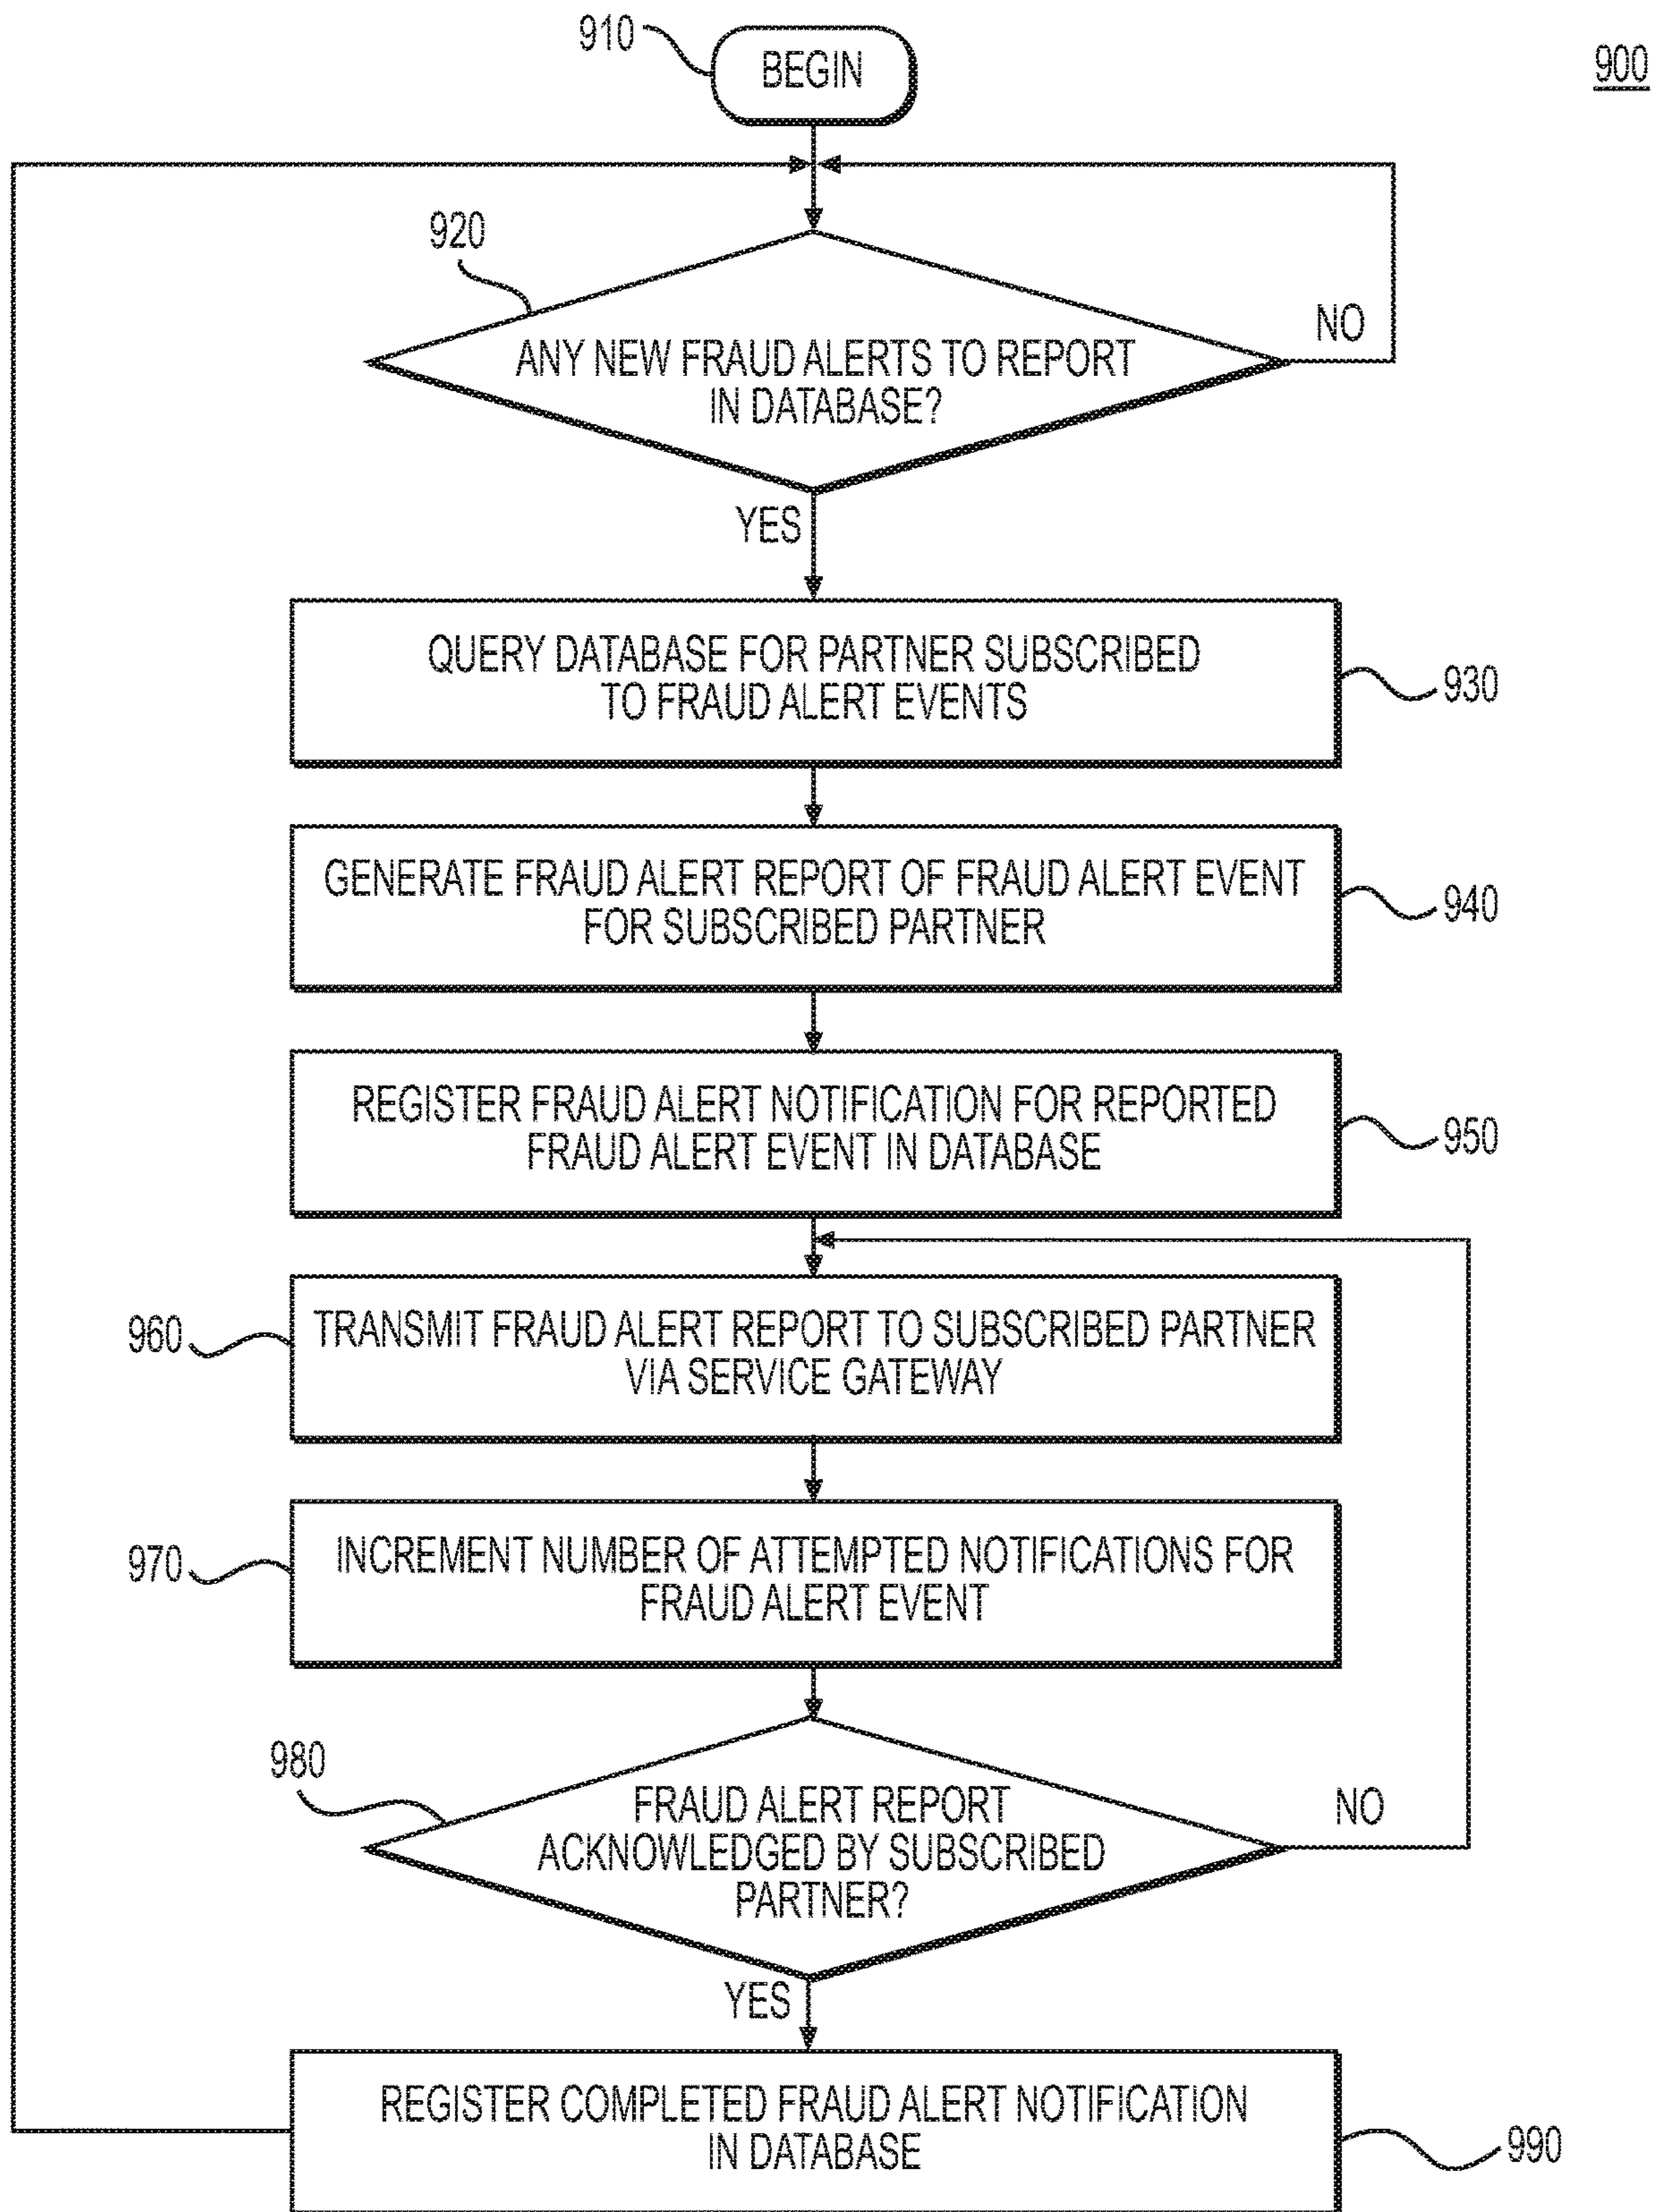 910
BEGIN
900
920
ANY NEW FRAUD ALERTS TO REPORT
IN DATABASE?
NO
YES
QUERY DATABASE FOR PARTNER SUBSCRIBED
TO FRAUD ALERT EVENTS
930
GENERATE FRAUD ALERT REPORT OF FRAUD ALERT EVENT
FOR SUBSCRIBED PARTNER
940
REGISTER FRAUD ALERT NOTIFICATION FOR REPORTED
FRAUD ALERT EVENT IN DATABASE
950
960
TRANSMIT FRAUD ALERT REPORT TO SUBSCRIBED PARTNER
VIA SERVICE GATEWAY
970
INCREMENT NUMBER OF ATTEMPTED NOTIFICATIONS FOR
FRAUD ALERT EVENT
980
FRAUD ALERT REPORT
ACKNOWLEDGED BY SUBSCRIBED
PARTNER?
NO
YES
REGISTER COMPLETED FRAUD ALERT NOTIFICATION
IN DATABASE
990